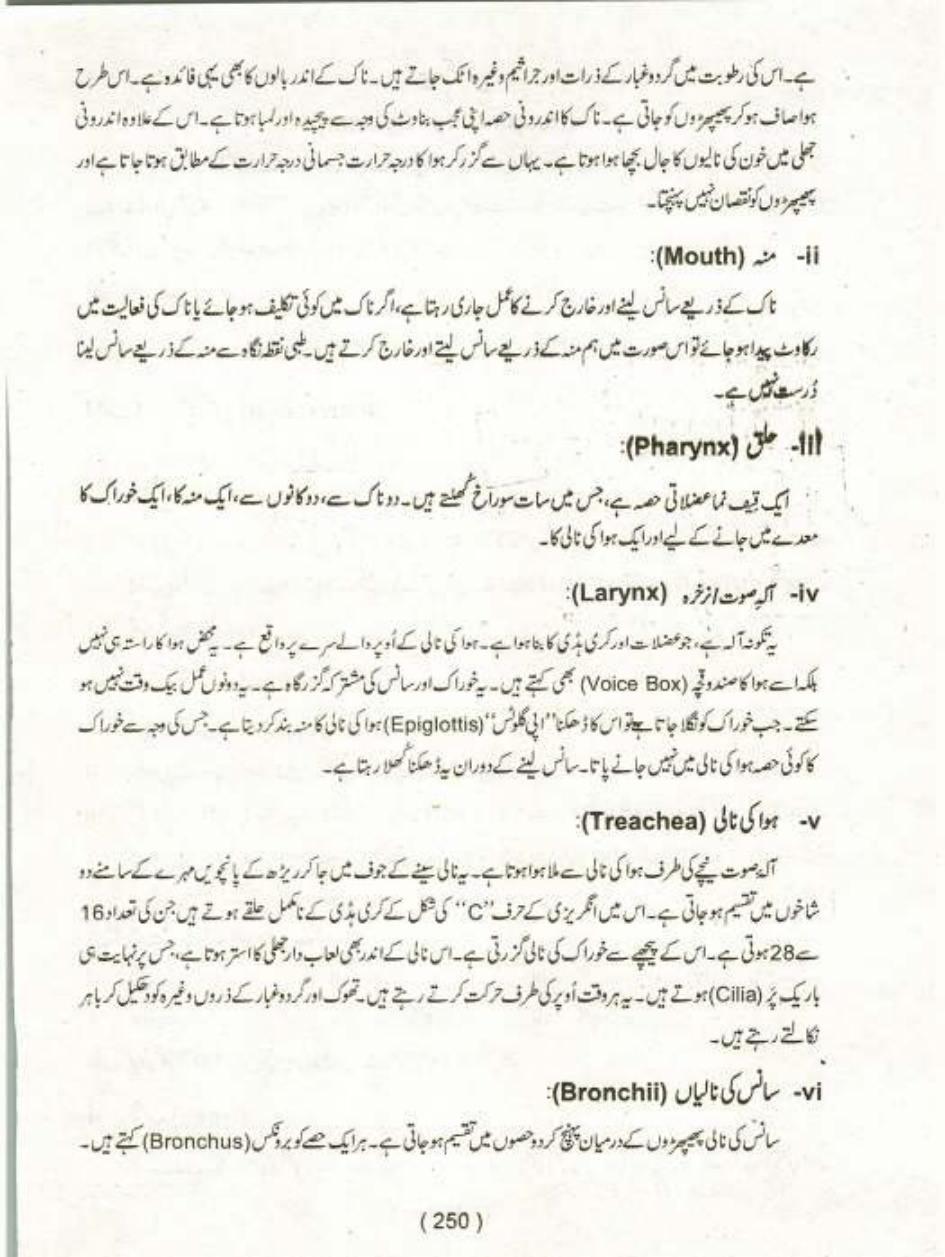 ہے۔ اس کی رطوبت میں گرد و غبار کے ذرات اور جراثیم وغیرہ اٹک جاتے ہیں۔ ناک کے اندر بالوں کا بھی یہی فائدہ ہے۔ اس طرح
ہوا صاف ہو کر پھیپھڑوں کو جاتی ہے۔ ناک کا اندرونی حصہ اپنی عجب بناوٹ کی وجہ سے پیچیدہ اور لمبا ہوتا ہے۔ اس کے علاوہ اندرونی
جھلی میں خون کی نالیوں کا جال بچھا ہوا ہوتا ہے۔ یہاں سے گزر کر ہوا کا درجہ حرارت جسمانی درجہ حرارت کے مطابق ہوتا جاتا ہے اور
پھیپھڑوں کو نقصان نہیں پہنچتا۔
ii- منہ (Mouth):
ناک کے ذریعے سانس لینے اور خارج کرنے کا عمل جاری رہتا ہے، اگر ناک میں کوئی تکلیف ہو جائے یا ناک کی فعالیت میں
رکاوٹ پیدا ہو جائے تو اس صورت میں ہم منہ کے ذریعے سانس لیتے اور خارج کرتے ہیں۔ طبی نقطہ نگاہ سے منہ کے ذریعے سانس لینا
دُرست نہیں ہے۔
iii- حلق (Pharynx):
ایک قیف نما عضلاتی حصہ ہے، جس میں سات سوراخ کُھلتے ہیں۔ دو ناک سے، دو کانوں سے، ایک منہ کا، ایک خوراک کا
معدے میں جانے کے لیے اور ایک ہوا کی نالی کا۔
iv- آلہِ صوت/نرخرہ (Larynx):
یہ تکونہ آلہ ہے، جو عضلات اور کُری ہڈی کا بنا ہوا ہے۔ ہوا کی نالی کے اُوپر والے سرے پر واقع ہے۔ یہ محض ہوا کا راستہ ہی نہیں
بلکہ اسے ہوا کا صندوقچہ (Voice Box) بھی کہتے ہیں۔ یہ خوراک اور سانس کی مشترکہ گزرگاہ ہے۔ یہ دونوں عمل بیک وقت نہیں ہو
سکتے۔ جب خوراک کو نگلا جاتا ہے تو اس کا ڈھکنا ''اپی گلوٹس'' (Epiglottis) ہوا کی نالی کا منہ بند کر دیتا ہے۔ جس کی وجہ سے خوراک
کا کوئی حصہ ہوا کی نالی میں نہیں جانے پاتا۔ سانس لینے کے دوران یہ ڈھکنا کُھلا رہتا ہے۔
v- ہوا کی نالی (Treachea):
آلہِ صوت نیچے کی طرف ہوا کی نالی سے ملا ہوا ہوتا ہے۔ یہ نالی سینے کے جوف میں جا کر ریڑھ کے پانچویں مہرے کے سامنے دو
شاخوں میں تقسیم ہو جاتی ہے۔ اس میں انگریزی کے حرف ''C'' کی شکل کے کُری ہڈی کے نامکمل حلقے ہوتے ہیں جن کی تعداد 16
سے 28 ہوتی ہے۔ اس کے پیچھے سے خوراک کی نالی گزرتی ہے۔ اس نالی کے اندر بھی لعاب دار جھلی کا استر ہوتا ہے، جس پر نہایت ہی
باریک پَر (Cilia) ہوتے ہیں۔ یہ ہر وقت اُوپر کی طرف حرکت کرتے رہتے ہیں۔ تھوک اور گرد و غبار کے ذروں وغیرہ کو دھکیل کر باہر
نکالتے رہتے ہیں۔
vi- سانس کی نالیاں (Bronchii):
سانس کی نالی پھیپھڑوں کے درمیان پہنچ کر دو حصوں میں تقسیم ہو جاتی ہے۔ ہر ایک حصے کو برونکس (Bronchus) کہتے ہیں۔
( 250 )